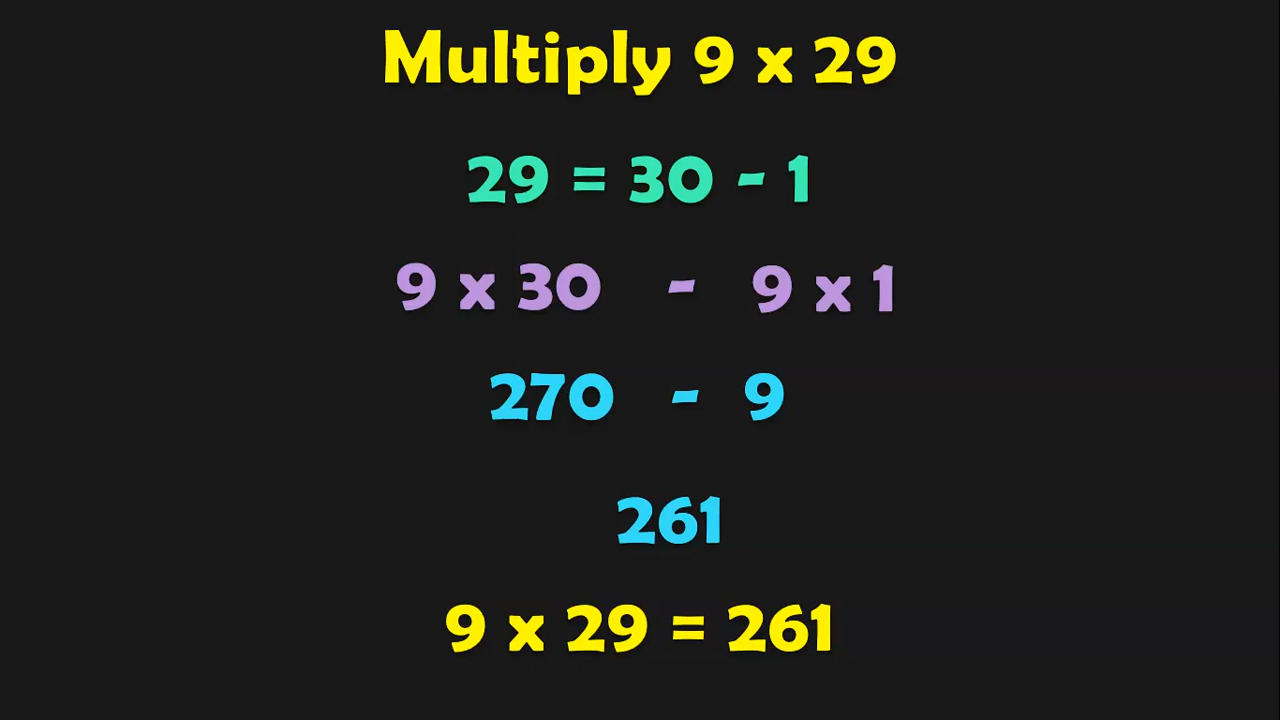 Multiply 9 x 29
29 = 30 - 1
9 x 30 - 9 x 1
270 - 9
261
9 x 29 = 261